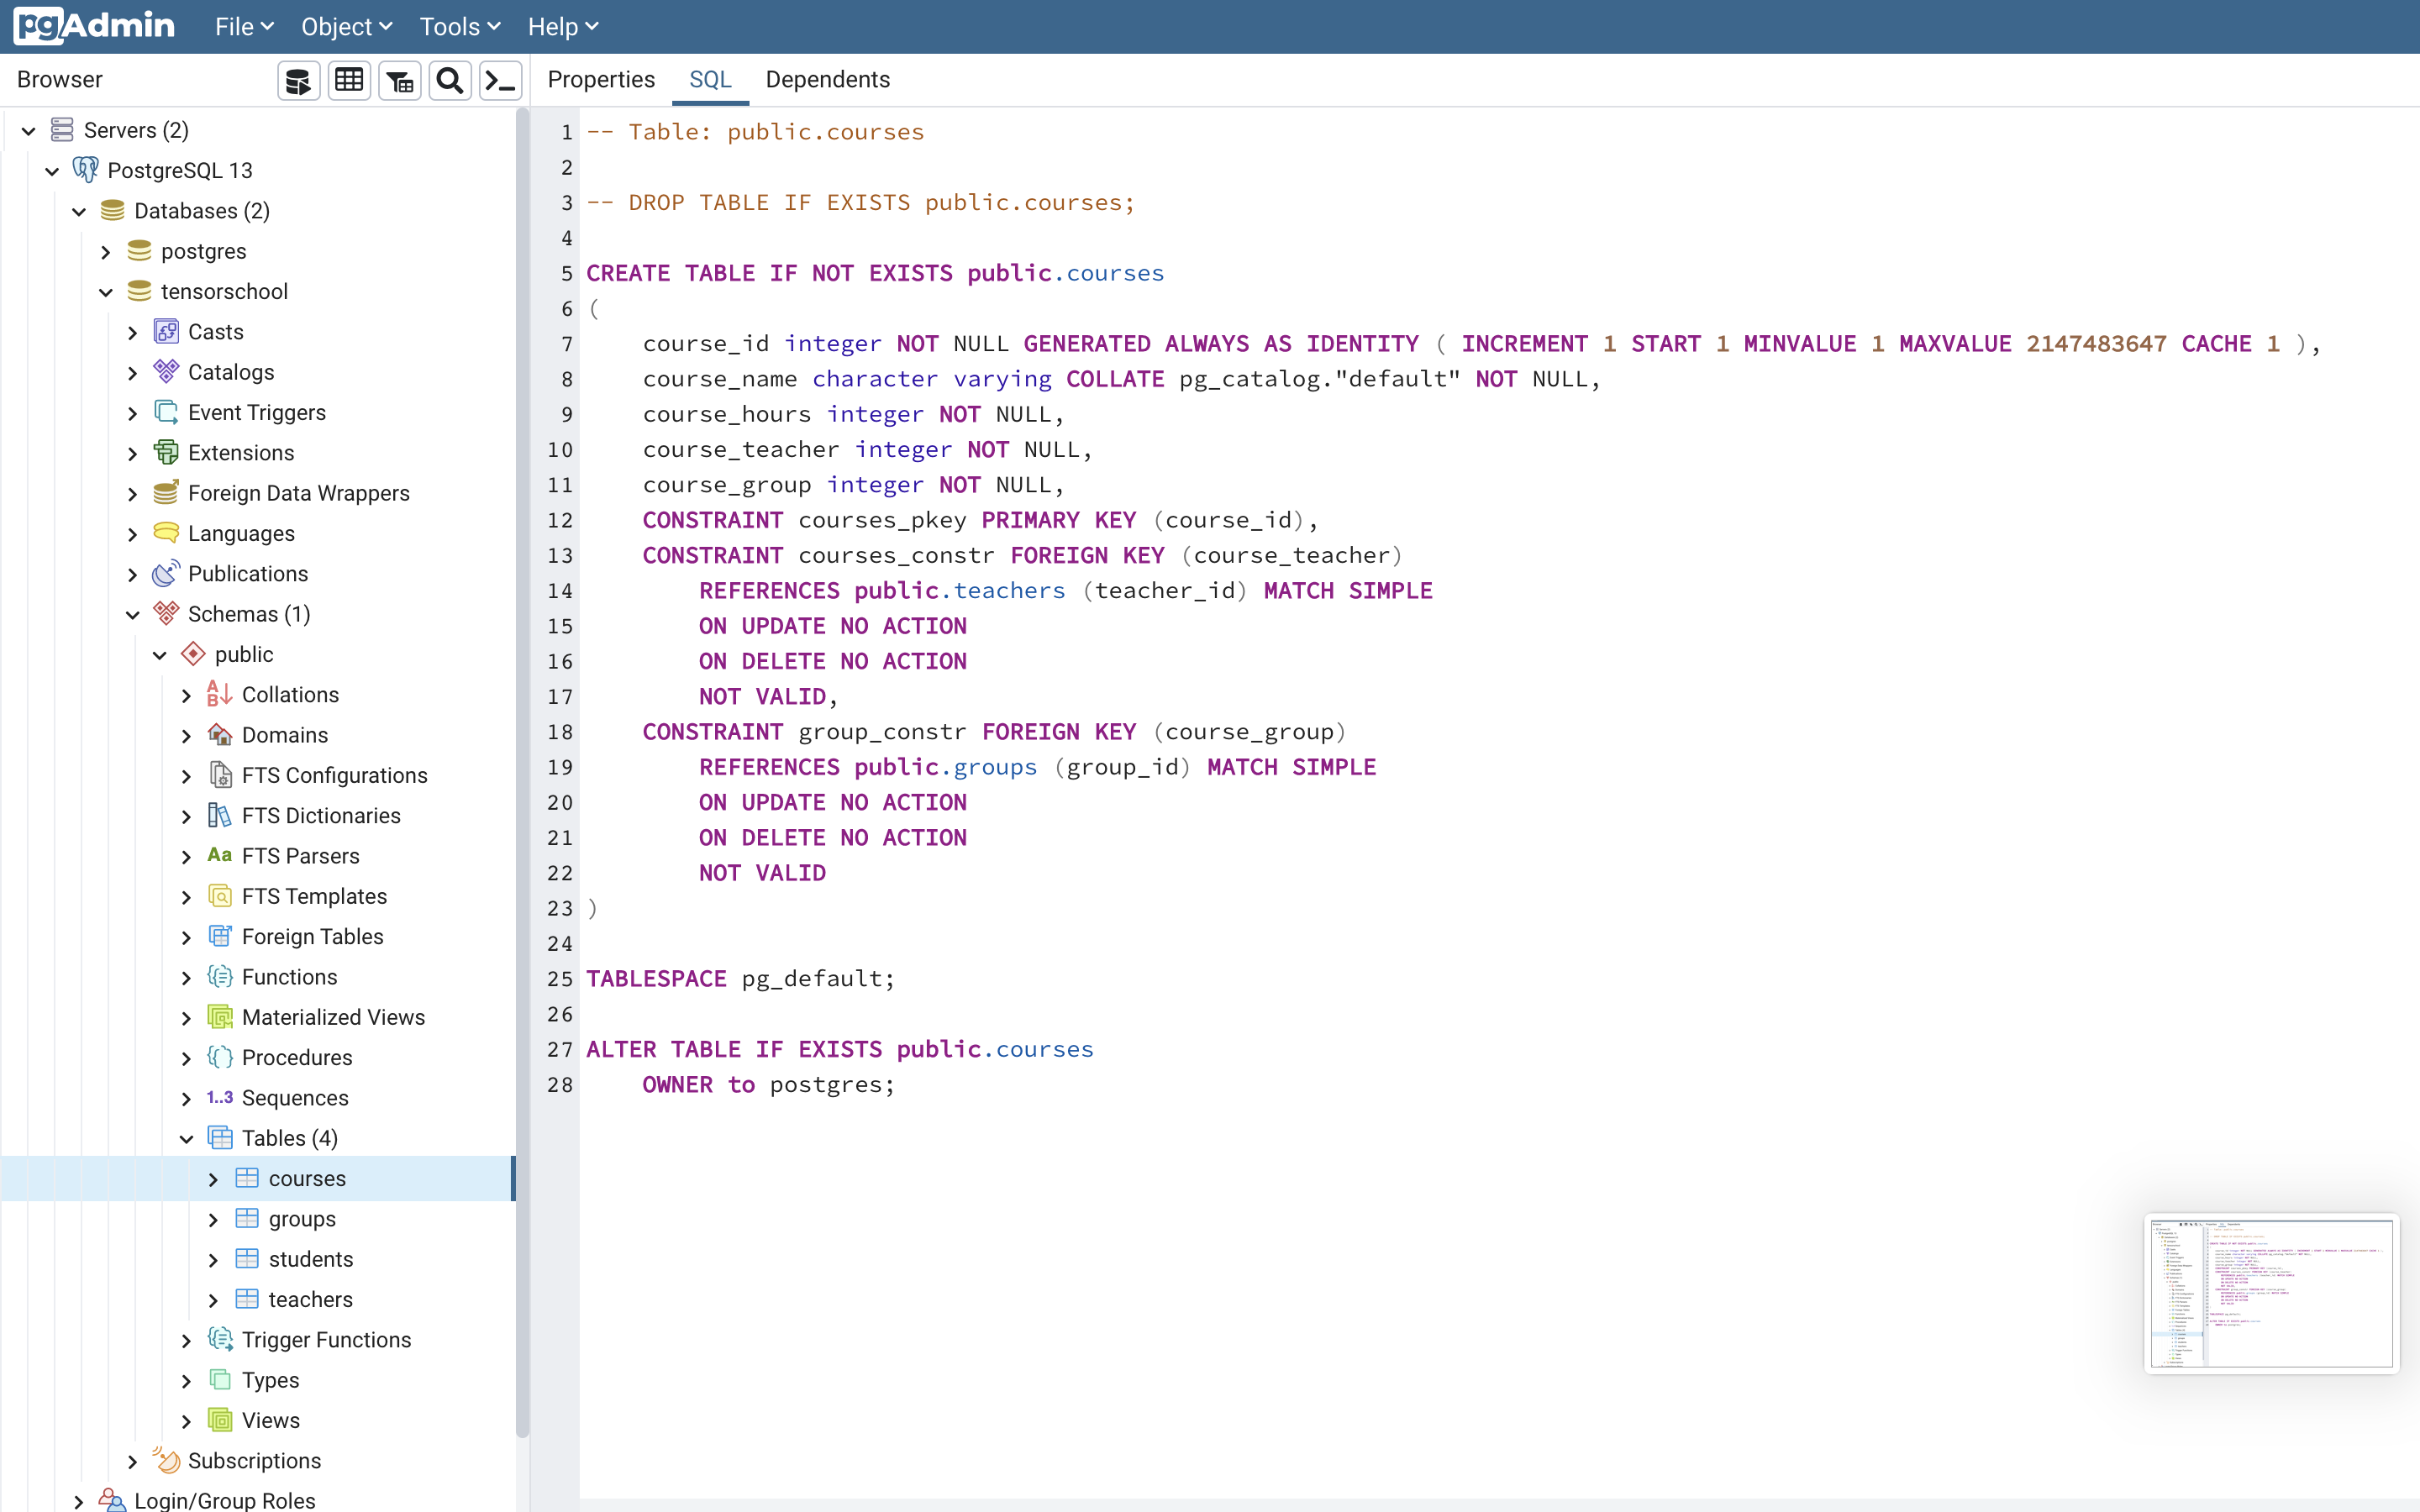 pgAdmin File Object Tools Help
Browser
Properties SQL Dependents
Servers (2)
PostgreSQL 13
Databases (2)
postgres
tensorschool
Casts
Catalogs
Event Triggers
Extensions
Foreign Data Wrappers
Languages
Publications
Schemas (1)
public
Collations
Domains
FTS Configurations
FTS Dictionaries
Aa FTS Parsers
FTS Templates
Foreign Tables
Functions
Materialized Views
Procedures
1..3 Sequences
Tables (4)
courses
groups
students
teachers
Trigger Functions
Types
Views
Subscriptions
Login/Group Roles
1 -- Table: public.courses
2
3 -- DROP TABLE IF EXISTS public.courses;
4
5 CREATE TABLE IF NOT EXISTS public.courses
6 (
7 course_id integer NOT NULL GENERATED ALWAYS AS IDENTITY ( INCREMENT 1 START 1 MINVALUE 1 MAXVALUE 2147483647 CACHE 1 ),
8 course_name character varying COLLATE pg_catalog."default" NOT NULL,
9 course_hours integer NOT NULL,
10 course_teacher integer NOT NULL,
11 course_group integer NOT NULL,
12 CONSTRAINT courses_pkey PRIMARY KEY (course_id),
13 CONSTRAINT courses_constr FOREIGN KEY (course_teacher)
14 REFERENCES public.teachers (teacher_id) MATCH SIMPLE
15 ON UPDATE NO ACTION
16 ON DELETE NO ACTION
17 NOT VALID,
18 CONSTRAINT group_constr FOREIGN KEY (course_group)
19 REFERENCES public.groups (group_id) MATCH SIMPLE
20 ON UPDATE NO ACTION
21 ON DELETE NO ACTION
22 NOT VALID
23 )
24
25 TABLESPACE pg_default;
26
27 ALTER TABLE IF EXISTS public.courses
28 OWNER to postgres;